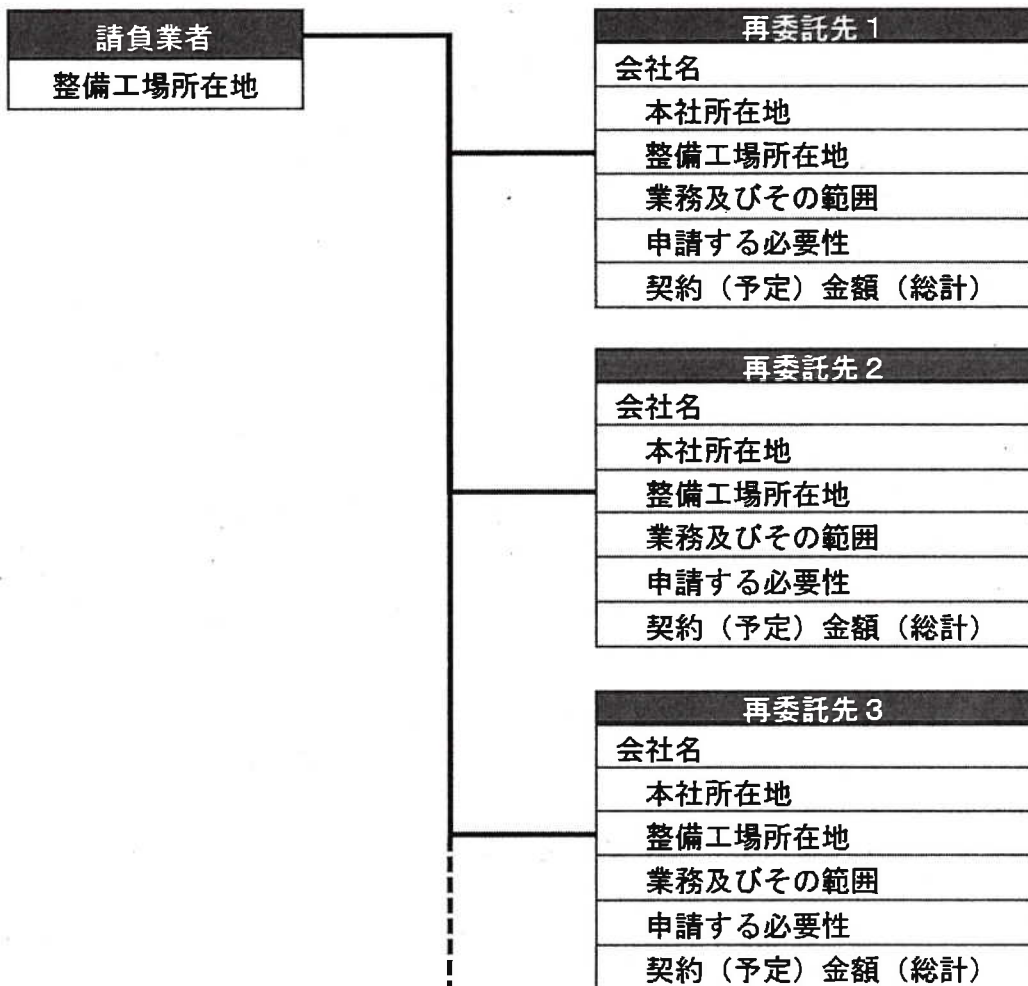 請負業者
整備工場所在地
再委託先1
会社名
本社所在地
整備工場所在地
業務及びその範囲
申請する必要性
契約（予定）金額（総計）
再委託先2
会社名
本社所在地
整備工場所在地
業務及びその範囲
申請する必要性
契約（予定）金額（総計）
再委託先3
会社名
本社所在地
整備工場所在地
業務及びその範囲
申請する必要性
契約（予定）金額（総計）